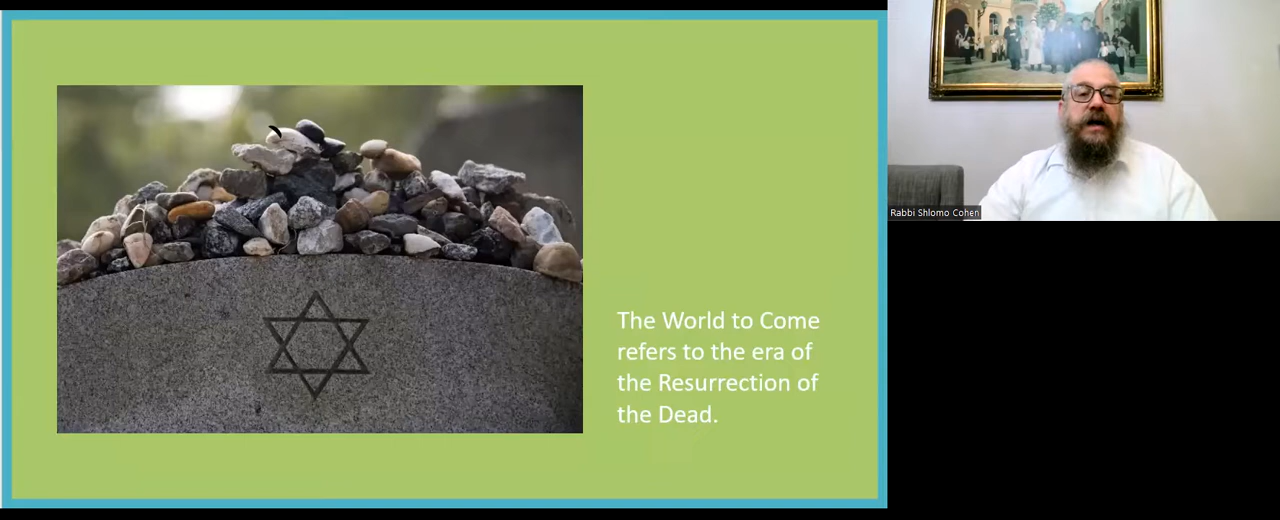 The World to Come
refers to the era of
the Resurrection of
the Dead.
Rabbi Shlomo Cohen